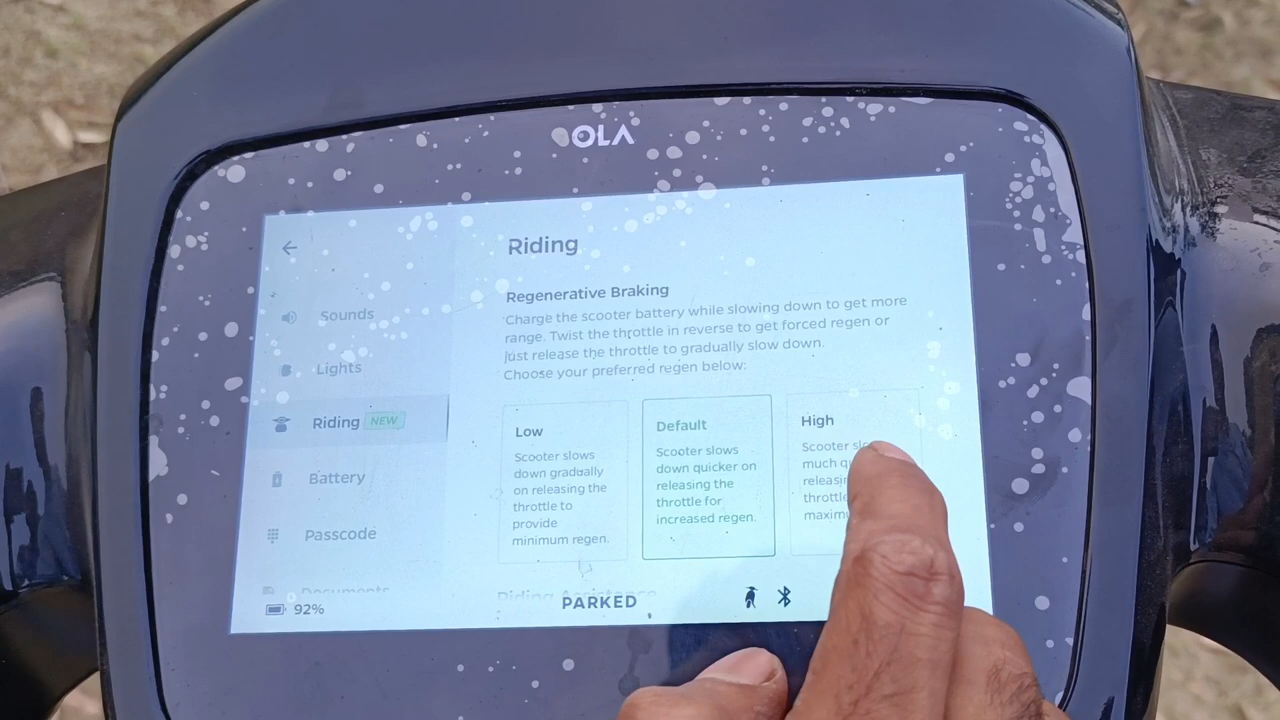 OLA
Riding
Regenerative Braking
Charge the scooter battery while slowing down to get more
range. Twist the throttle in reverse to get forced regen or
just release the throttle to gradually slow down.
Choose your preferred regen below:
Sounds
Lights
Riding NEW
Battery
Passcode
Documents
Low
Scooter slows
down gradually
on releasing the
throttle to
provide
minimum regen.
Default
Scooter slows
down quicker on
releasing the
throttle for
increased regen.
High
Scooter
much
throttle
Riding Assistance
92%
PARKED